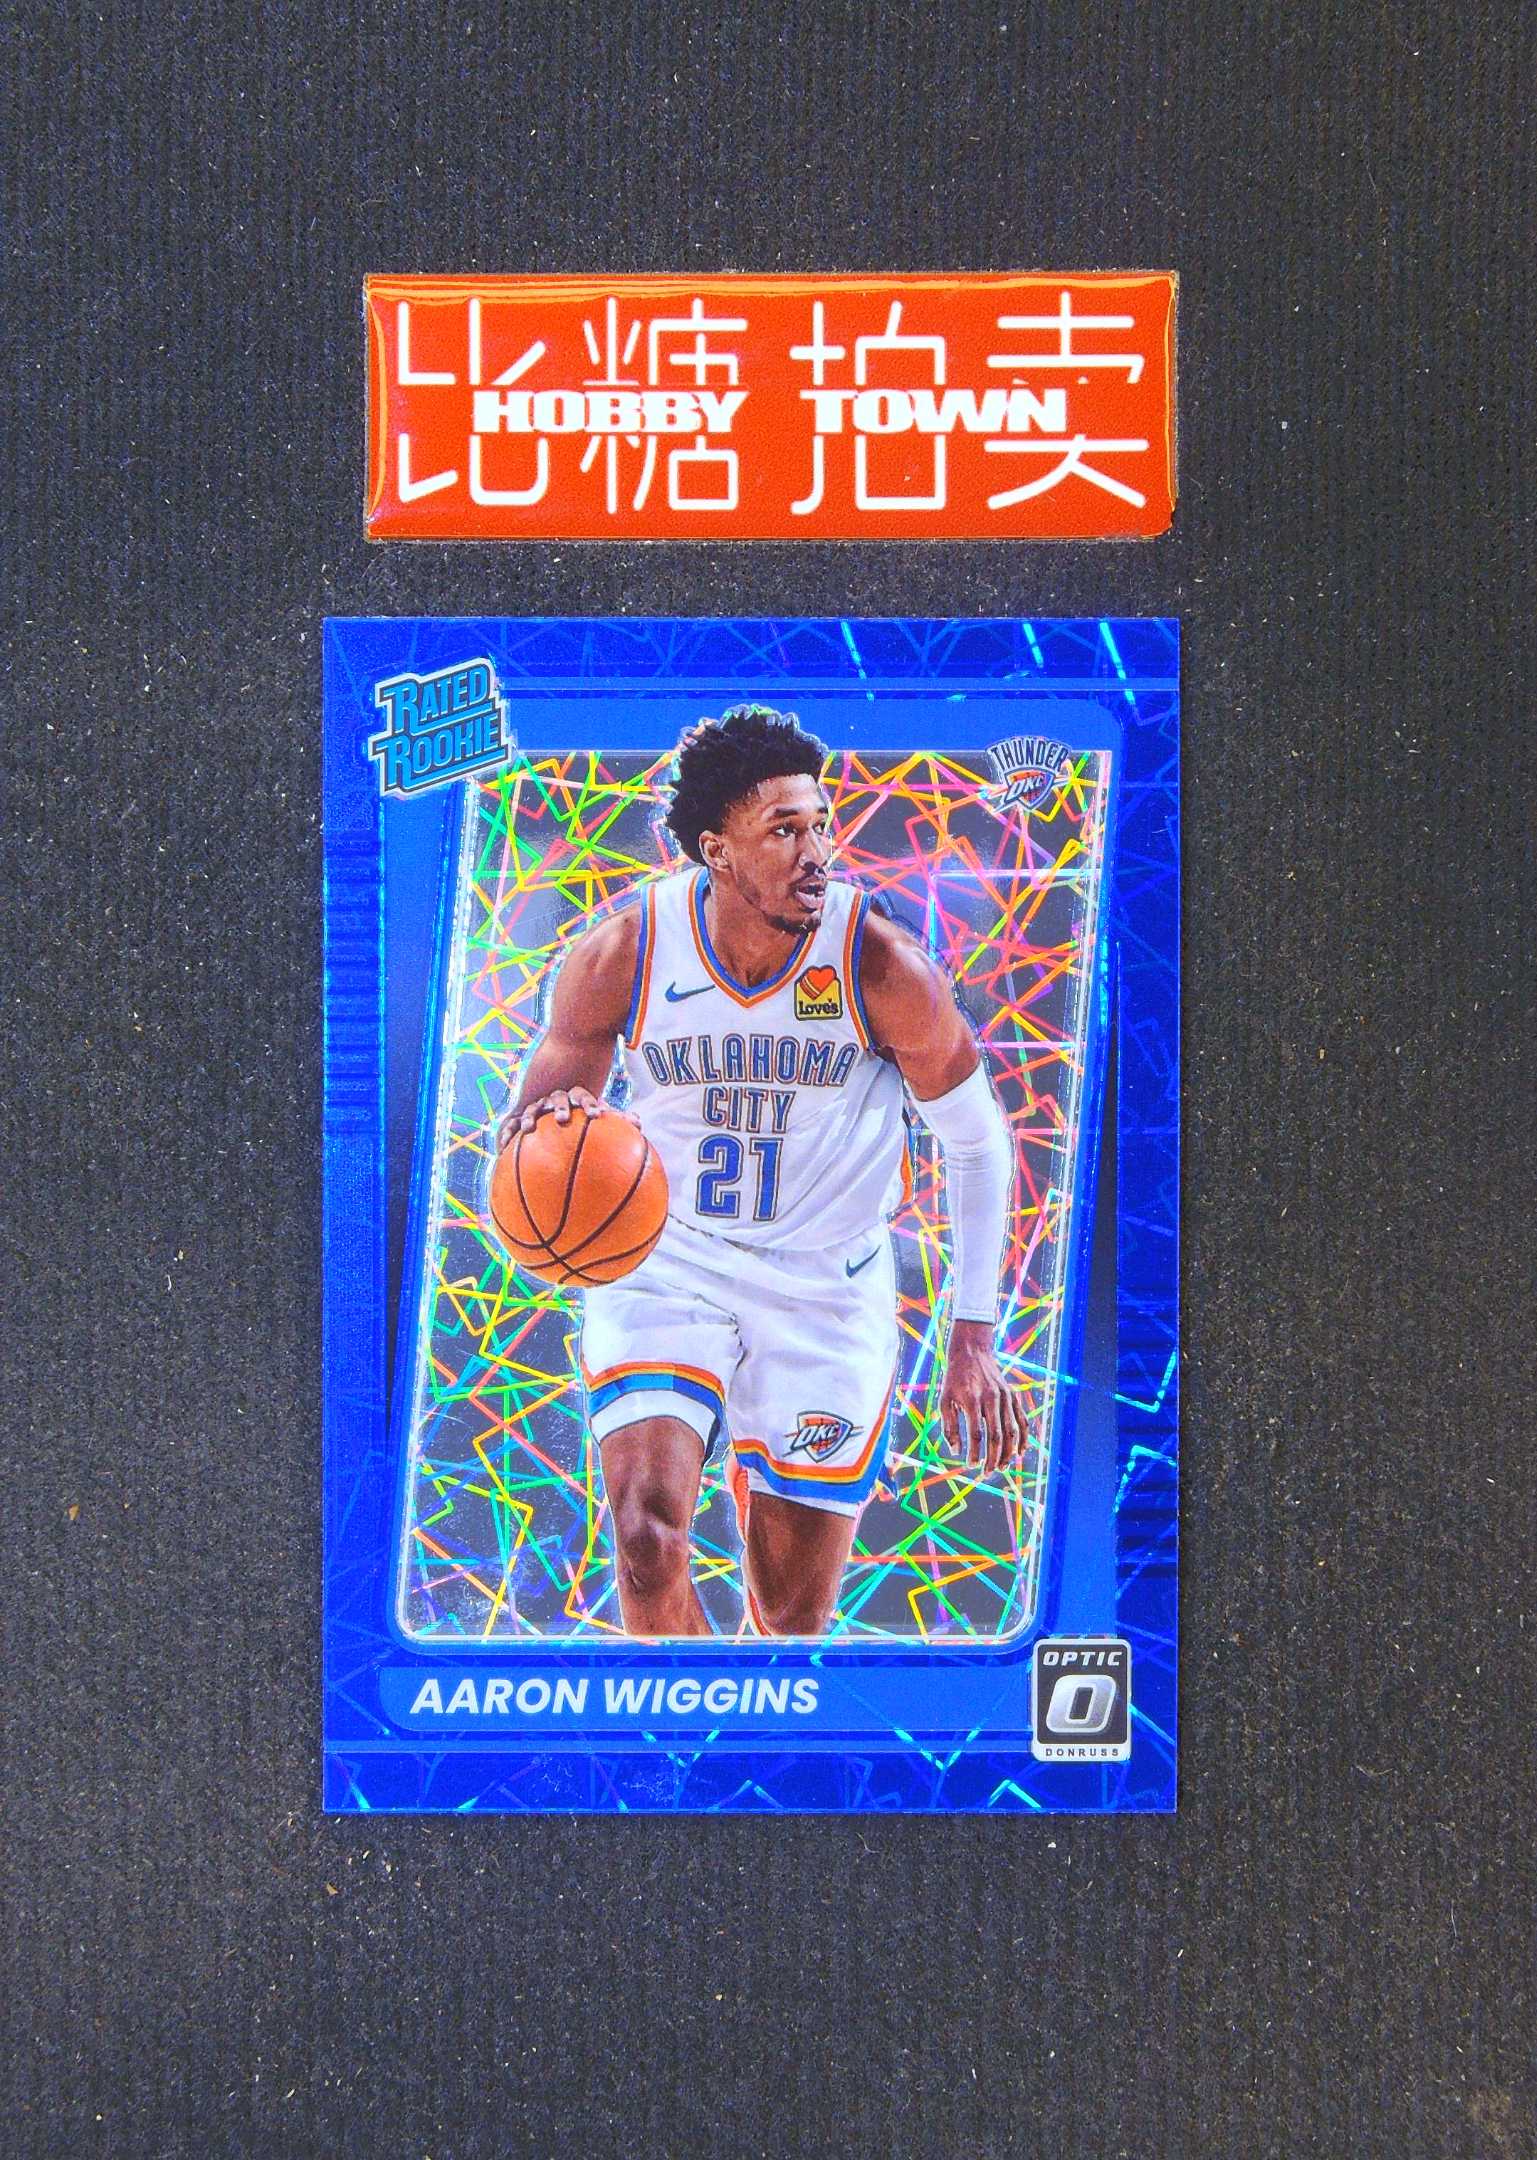 比糖拍卖
HOBBY TOWN
RATED
ROOKIE
THUNDER
OKC
Love's
OKLAHOMA
CITY
21
OKC
OPTIC
O
DONRUSS
AARON WIGGINS